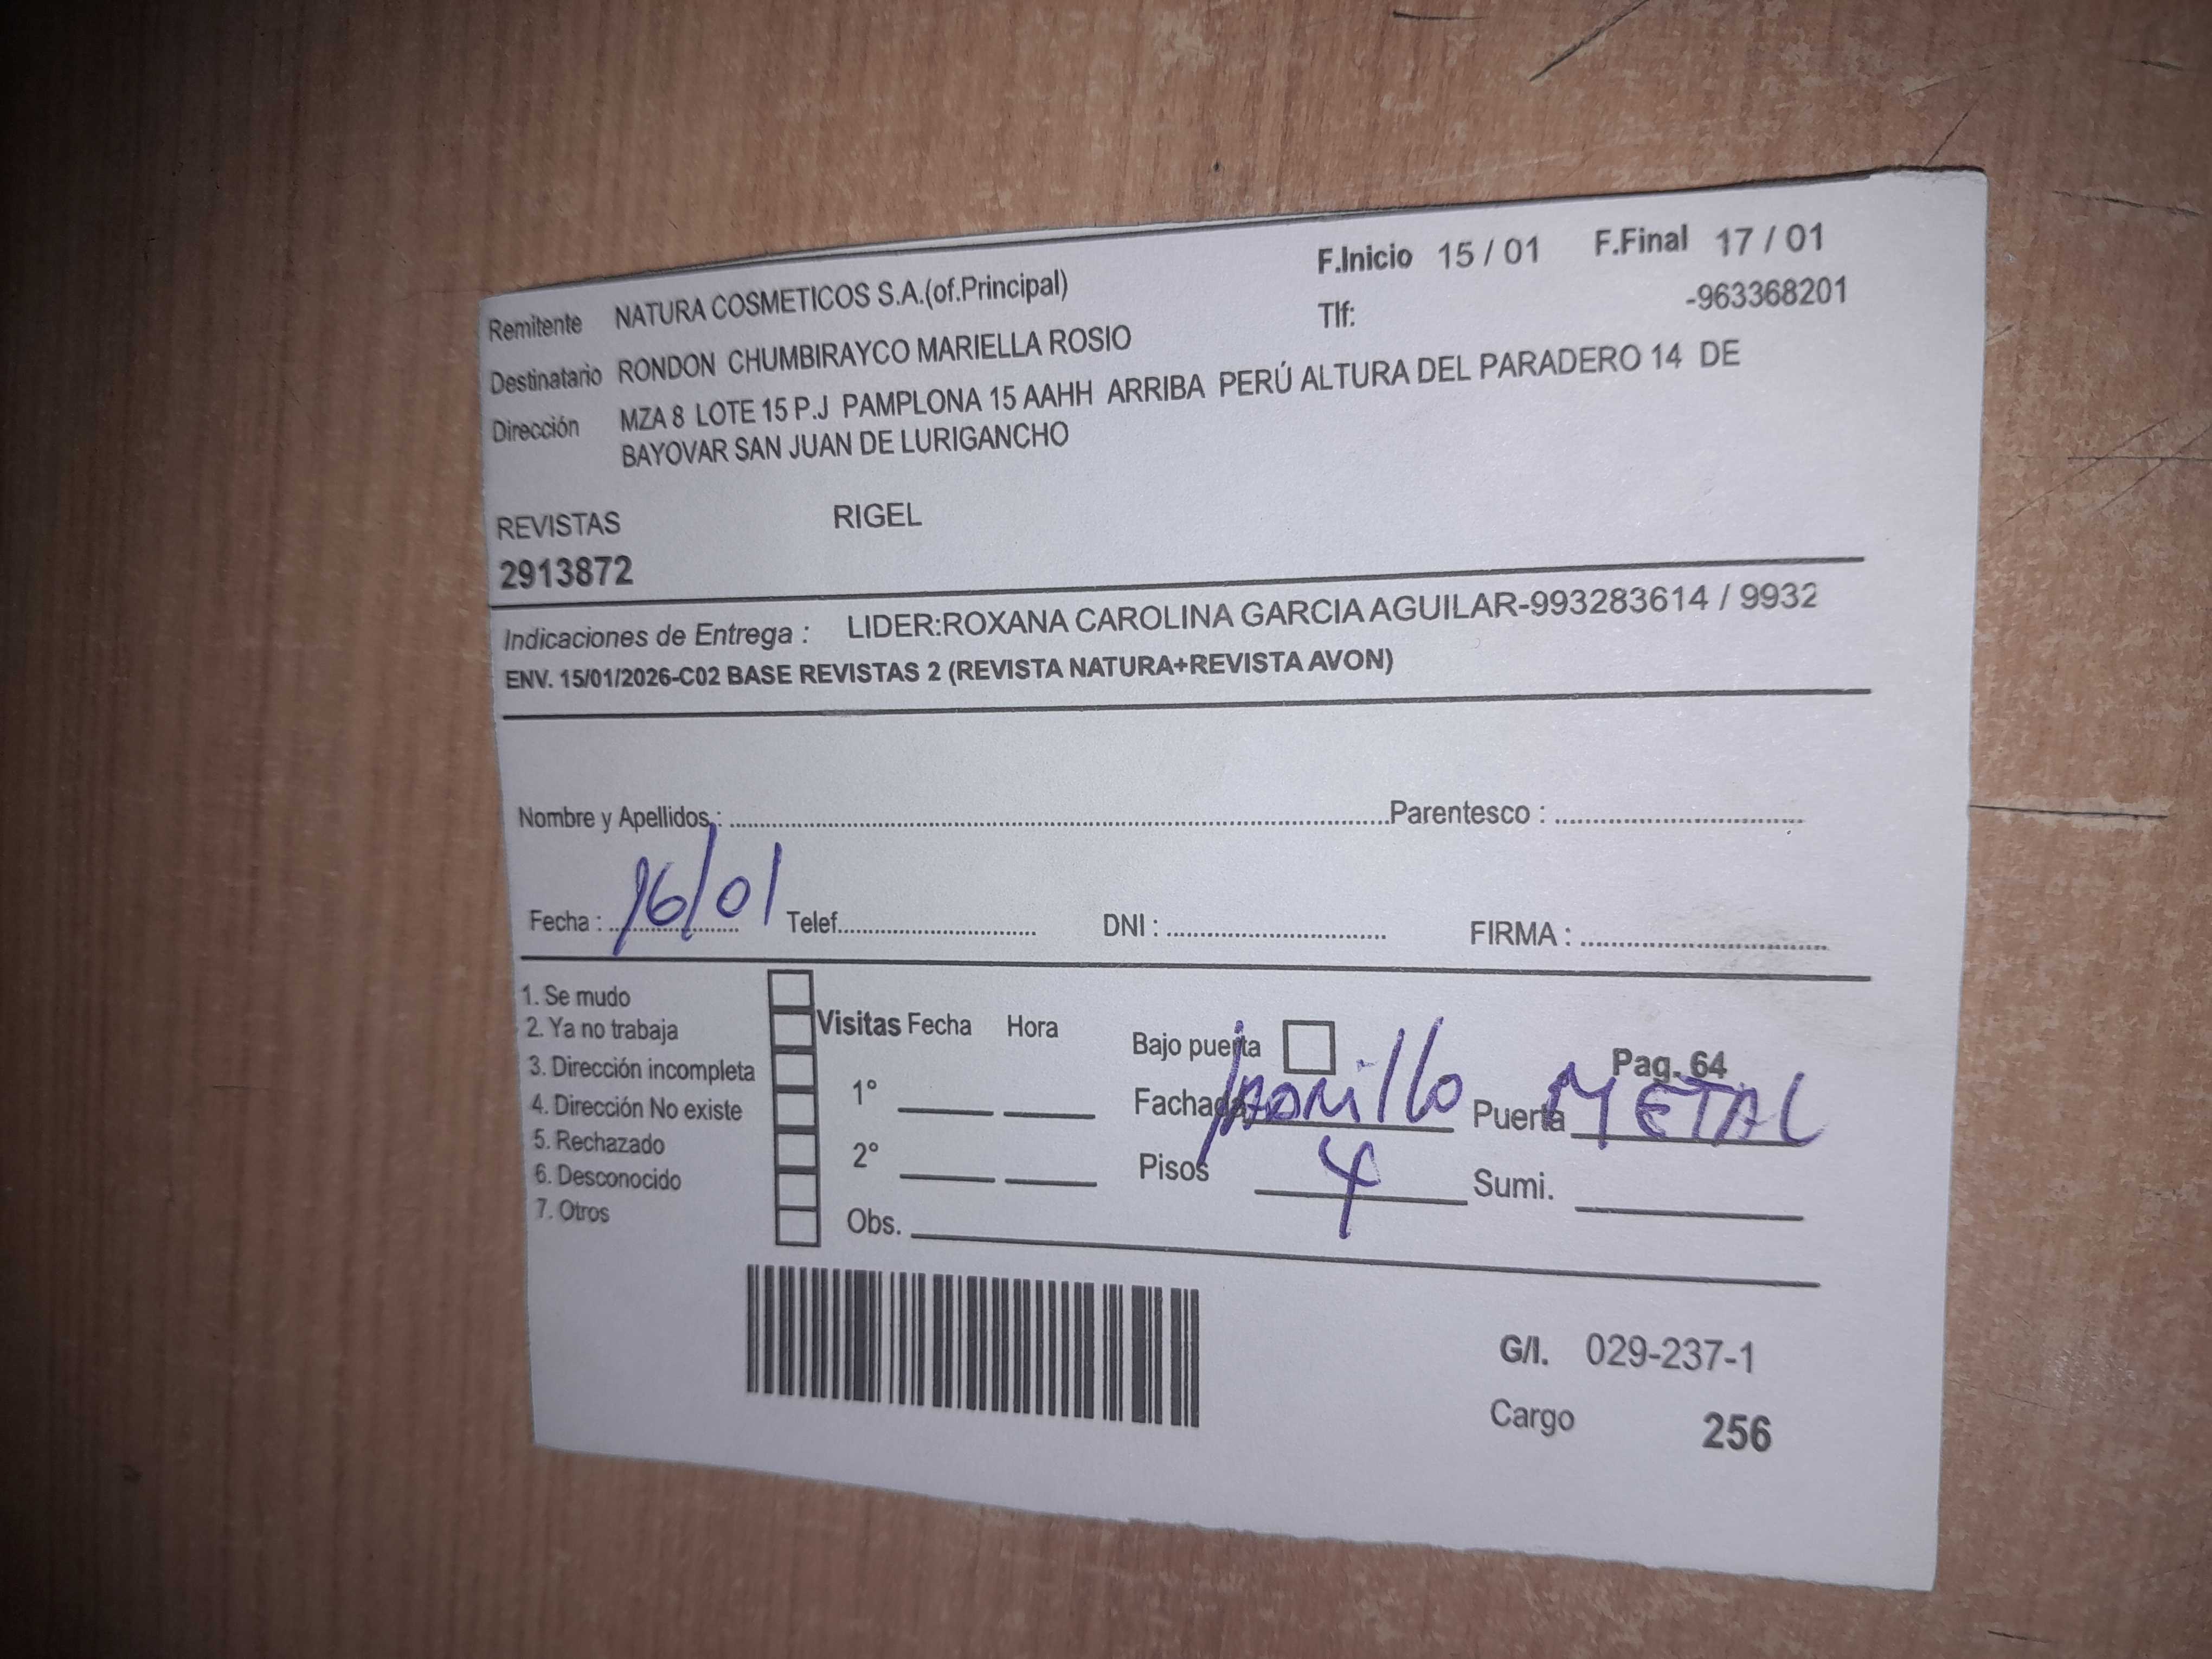 Remitente NATURA COSMETICOS S.A.(of.Principal) F.Inicio 15 / 01 F.Final 17 / 01
Destinatario RONDON CHUMBIRAYCO MARIELLA ROSIO Tlf: -963368201
Dirección MZA 8 LOTE 15 P.J PAMPLONA 15 AAHH ARRIBA PERÚ ALTURA DEL PARADERO 14 DE
BAYOVAR SAN JUAN DE LURIGANCHO
REVISTAS RIGEL
2913872
Indicaciones de Entrega : LIDER:ROXANA CAROLINA GARCIA AGUILAR-993283614 / 9932
ENV. 15/01/2026-C02 BASE REVISTAS 2 (REVISTA NATURA+REVISTA AVON)
Nombre y Apellidos : Parentesco :
Fecha : 16/01 Telef. DNI : FIRMA :
1. Se mudo
2. Ya no trabaja
3. Dirección incompleta
4. Dirección No existe
5. Rechazado
6. Desconocido
7. Otros
Visitas Fecha Hora
1°
2°
Obs.
Bajo puerta Pag. 64
Fachada Ladrillo Puerta METAL
Pisos 4 Sumi.
G/I. 029-237-1
Cargo 256